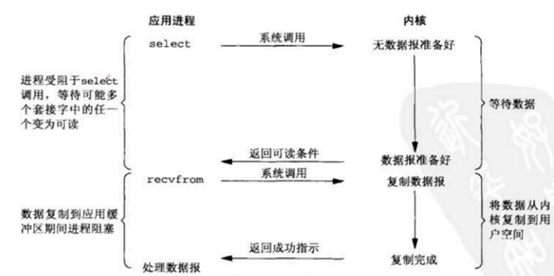 应用进程
内核
select
系统调用
无数据报准备好
进程受阻于select
调用，等待可能多
个套接字中的任一
个变为可读
等待数据
返回可读条件
数据报准备好
recvfrom
系统调用
复制数据报
数据复制到应用缓
冲区期间进程阻塞
将数据从内
核复制到用
户空间
返回成功指示
复制完成
处理数据报